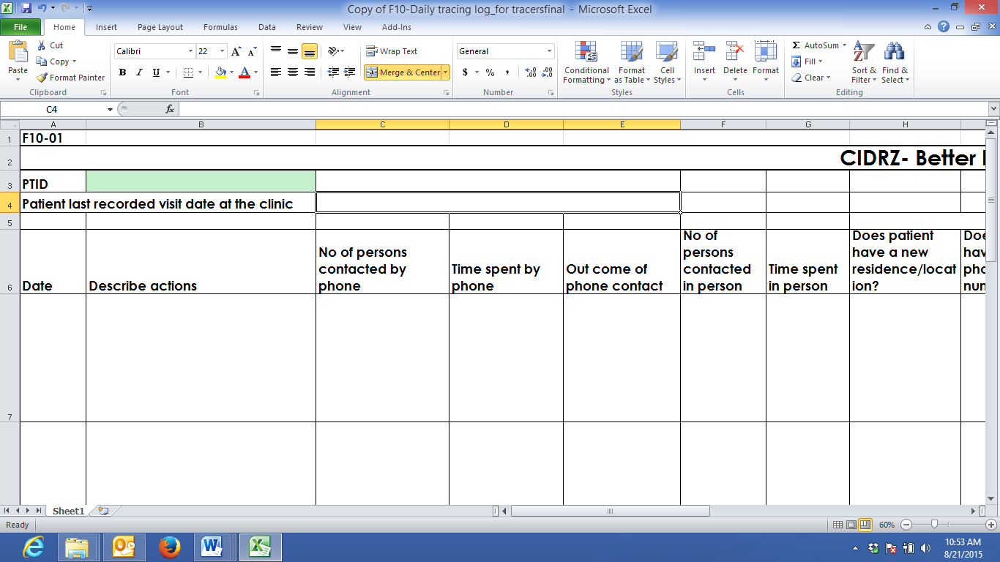 Copy of F10-Daily tracing log_for tracersfinal - Microsoft Excel
File Home Insert Page Layout Formulas Data Review View Add-Ins
Paste Cut Copy Format Painter
Calibri 22
B I U
Wrap Text
Merge & Center
General
$ % , .00 .0
Conditional Formatting Format as Table Cell Styles
Insert Delete Format
AutoSum Fill Clear
Sort & Filter Find & Select
Clipboard Font Alignment Number Styles Cells Editing
C4 fx
A B C D E F G H
1 F10-01
2 CIDRZ- Better
3 PTID
4 Patient last recorded visit date at the clinic
5
6 Date
Describe actions
No of persons
contacted by
phone
Time spent by
phone
Out come of
phone contact
No of
persons
contacted
in person
Time spent
in person
Does patient
have a new
residence/locat
ion?
7
Sheet1
Ready 60%
10:53 AM
8/21/2015